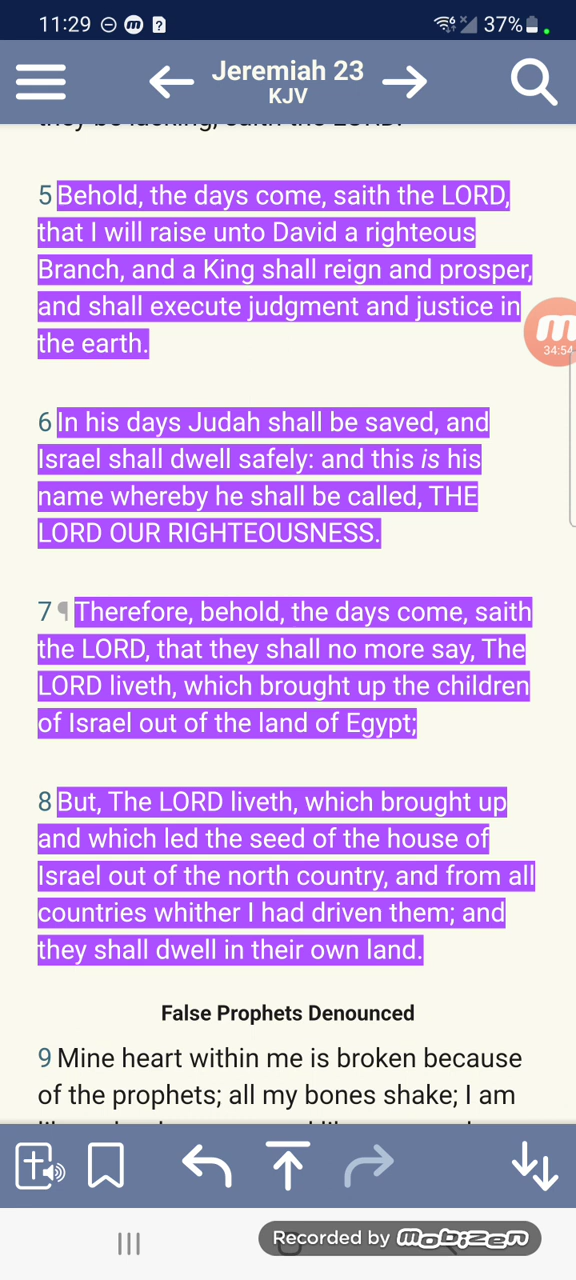 11:29 37%
Jeremiah 23
KJV
they be lacking, saith the LORD.
5 Behold, the days come, saith the LORD,
that I will raise unto David a righteous
Branch, and a King shall reign and prosper,
and shall execute judgment and justice in
the earth.
34:54
6 In his days Judah shall be saved, and
Israel shall dwell safely: and this is his
name whereby he shall be called, THE
LORD OUR RIGHTEOUSNESS.
7 ¶ Therefore, behold, the days come, saith
the LORD, that they shall no more say, The
LORD liveth, which brought up the children
of Israel out of the land of Egypt;
8 But, The LORD liveth, which brought up
and which led the seed of the house of
Israel out of the north country, and from all
countries whither I had driven them; and
they shall dwell in their own land.
False Prophets Denounced
9 Mine heart within me is broken because
of the prophets; all my bones shake; I am
Recorded by mobizen